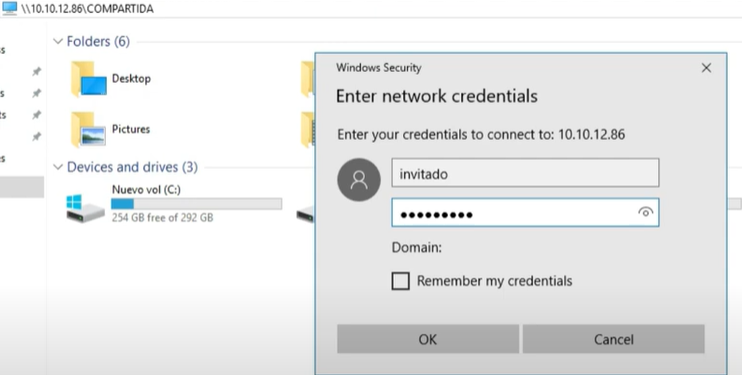 \\10.10.12.86\COMPARTIDA
Folders (6)
Desktop
Pictures
Devices and drives (3)
Nuevo vol (C:)
254 GB free of 292 GB
Windows Security
Enter network credentials
Enter your credentials to connect to: 10.10.12.86
invitado
•••••••••
Domain:
Remember my credentials
OK
Cancel